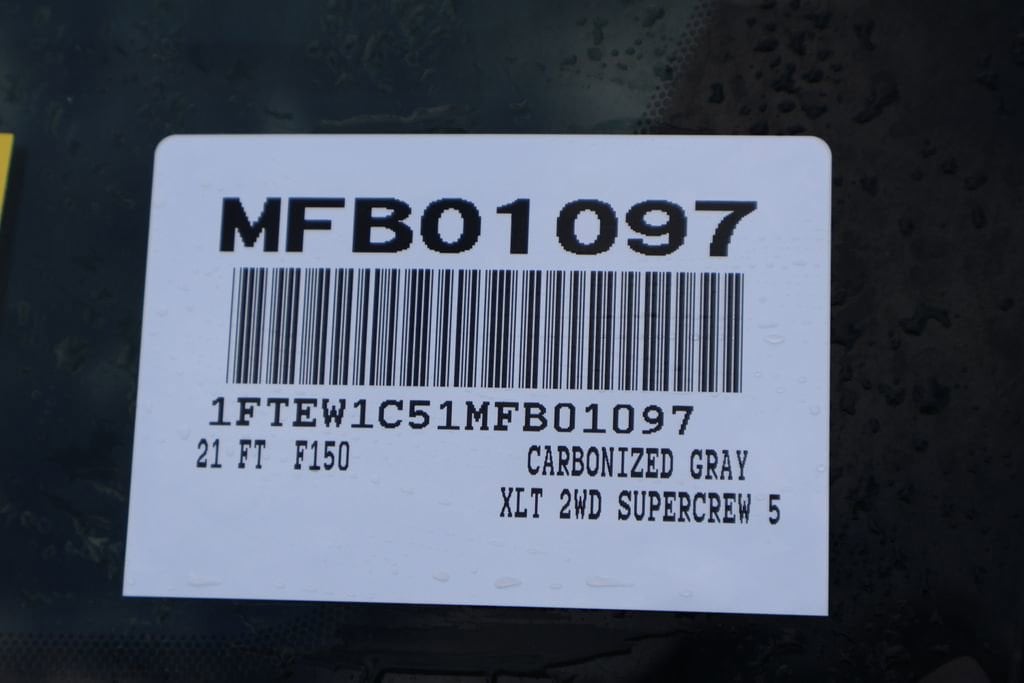 MFB01097
1FTEW1C51MFB01097
21 FT F150 CARBONIZED GRAY
XLT 2WD SUPERCREW 5